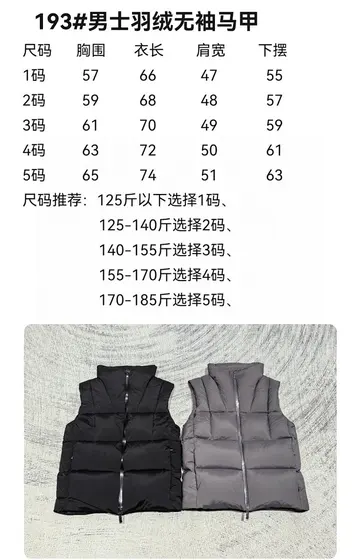 193#男士羽绒无袖马甲
尺码 胸围 衣长 肩宽 下摆
1码 57 66 47 55
2码 59 68 48 57
3码 61 70 49 59
4码 63 72 50 61
5码 65 74 51 63
尺码推荐：125斤以下选择1码、
125-140斤选择2码、
140-155斤选择3码、
155-170斤选择4码、
170-185斤选择5码、